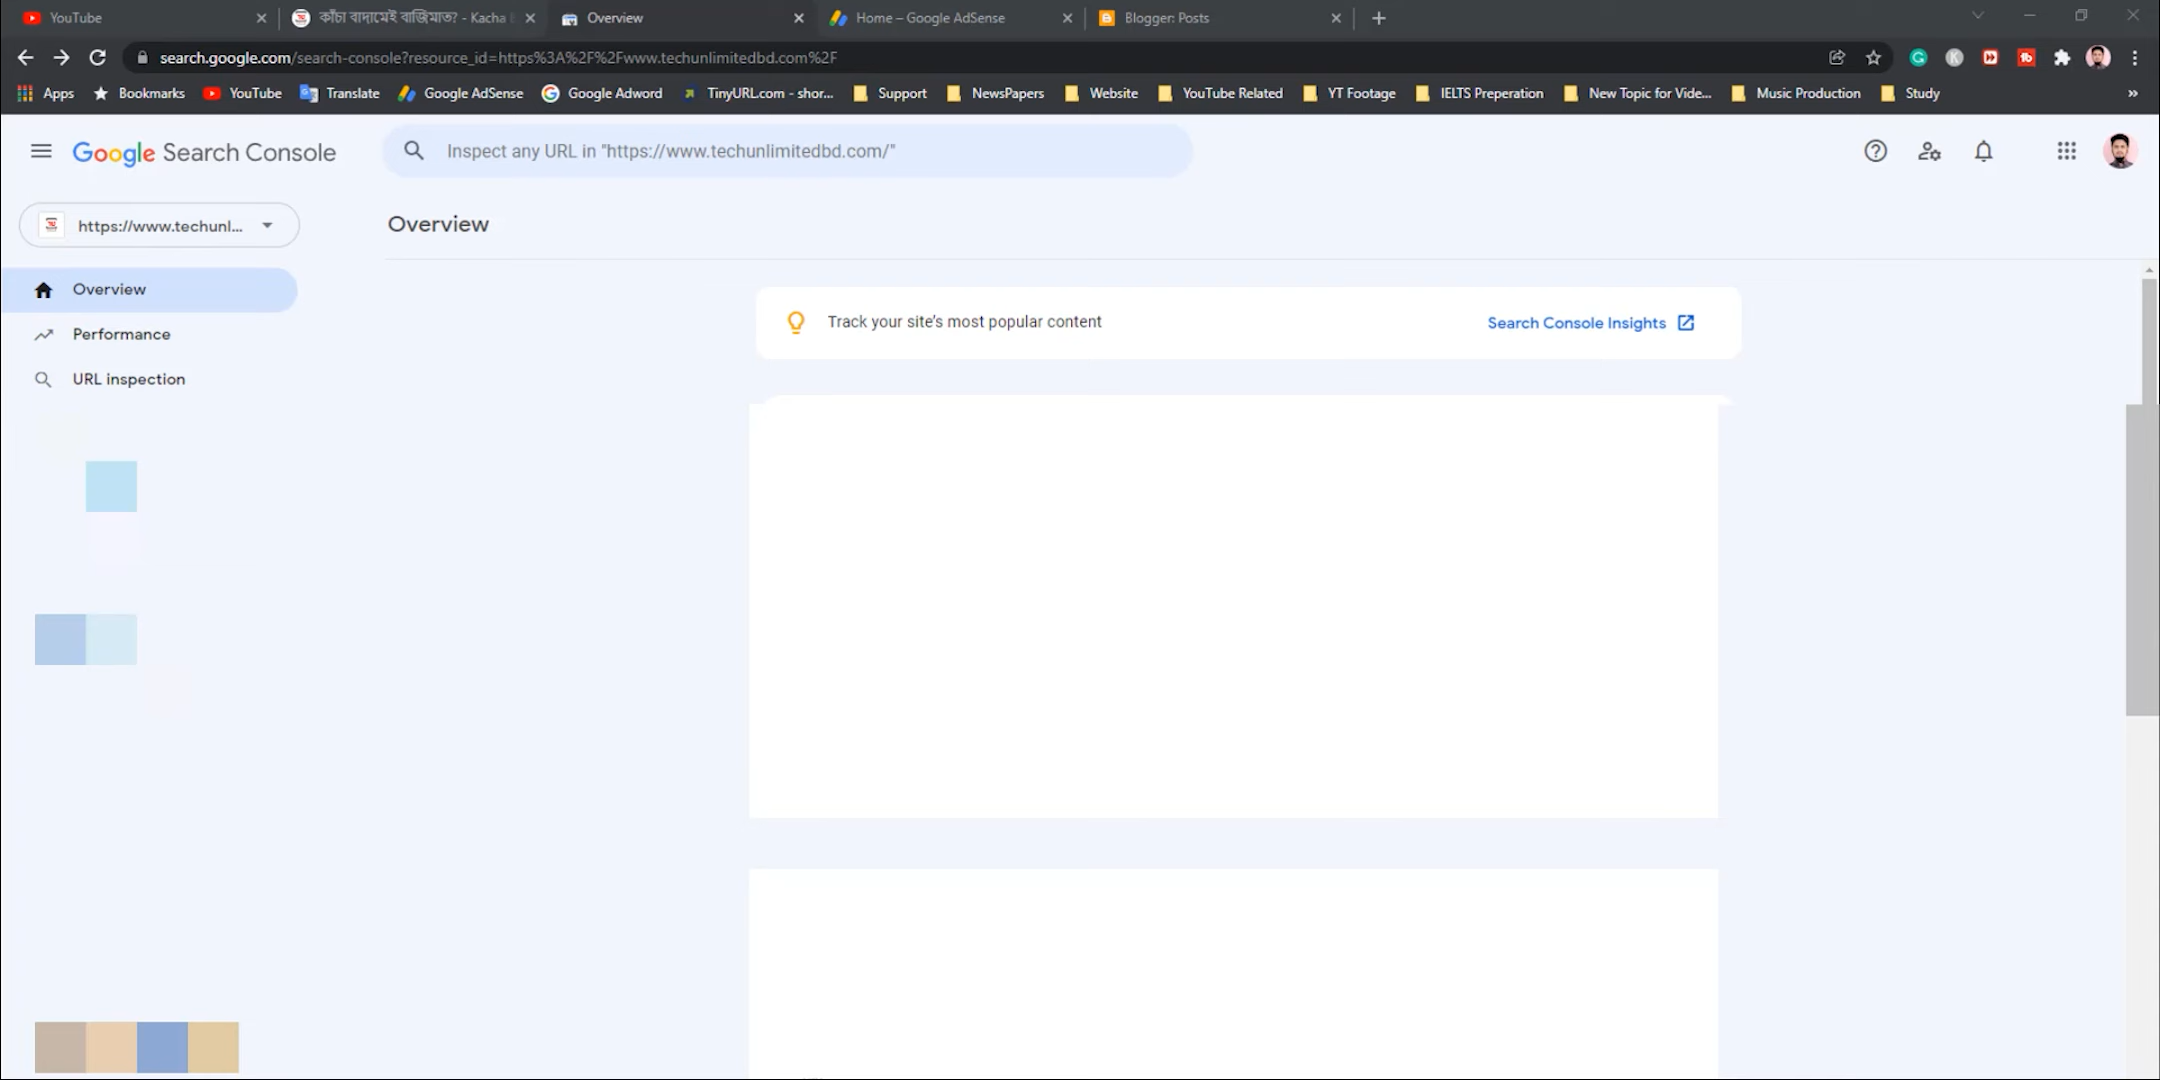 YouTube
কাঁচা বাদামেই বাজিমাত? - Kacha
Overview
Home – Google AdSense
Blogger: Posts
search.google.com/search-console?resource_id=https%3A%2F%2Fwww.techunlimitedbd.com%2F
Apps
Bookmarks
YouTube
Translate
Google AdSense
Google Adword
TinyURL.com - shor...
Support
NewsPapers
Website
YouTube Related
YT Footage
IELTS Preperation
New Topic for Vide...
Music Production
Study
Google Search Console
Inspect any URL in "https://www.techunlimitedbd.com/"
https://www.techunl...
Overview
Overview
Track your site's most popular content
Search Console Insights
Performance
URL inspection